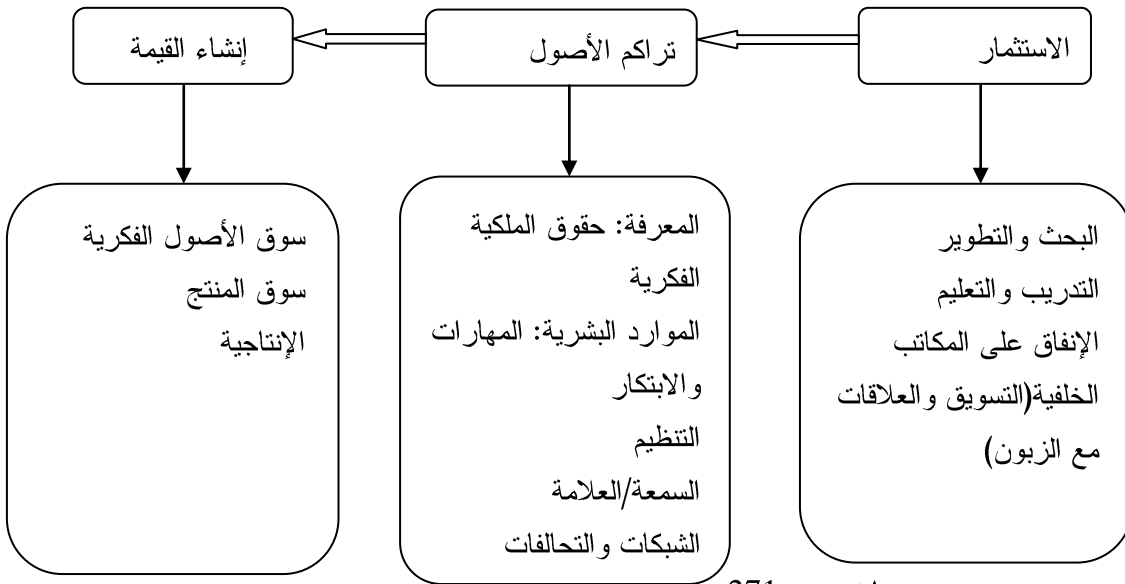 الاستثمار
تراكم الأصول
إنشاء القيمة
البحث والتطوير
التدريب والتعليم
الإنفاق على المكاتب
الخلفية(التسويق والعلاقات
مع الزبون)
المعرفة: حقوق الملكية
الفكرية
الموارد البشرية: المهارات
والابتكار
التنظيم
السمعة/العلامة
الشبكات والتحالفات
سوق الأصول الفكرية
سوق المنتج
الإنتاجية